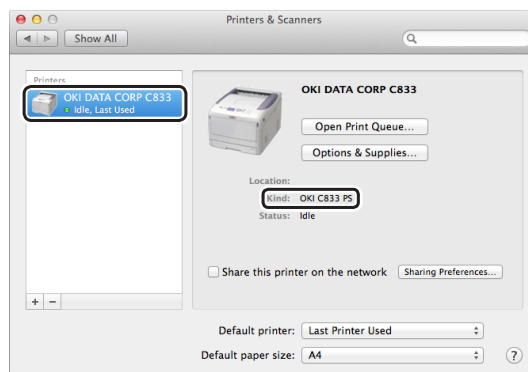 Printers & Scanners
Show All
Printers
OKI DATA CORP C833
Idle, Last Used
OKI DATA CORP C833
Open Print Queue...
Options & Supplies...
Location:
Kind: OKI C833 PS
Status: Idle
Share this printer on the network Sharing Preferences...
+ −
Default printer: Last Printer Used
Default paper size: A4
?